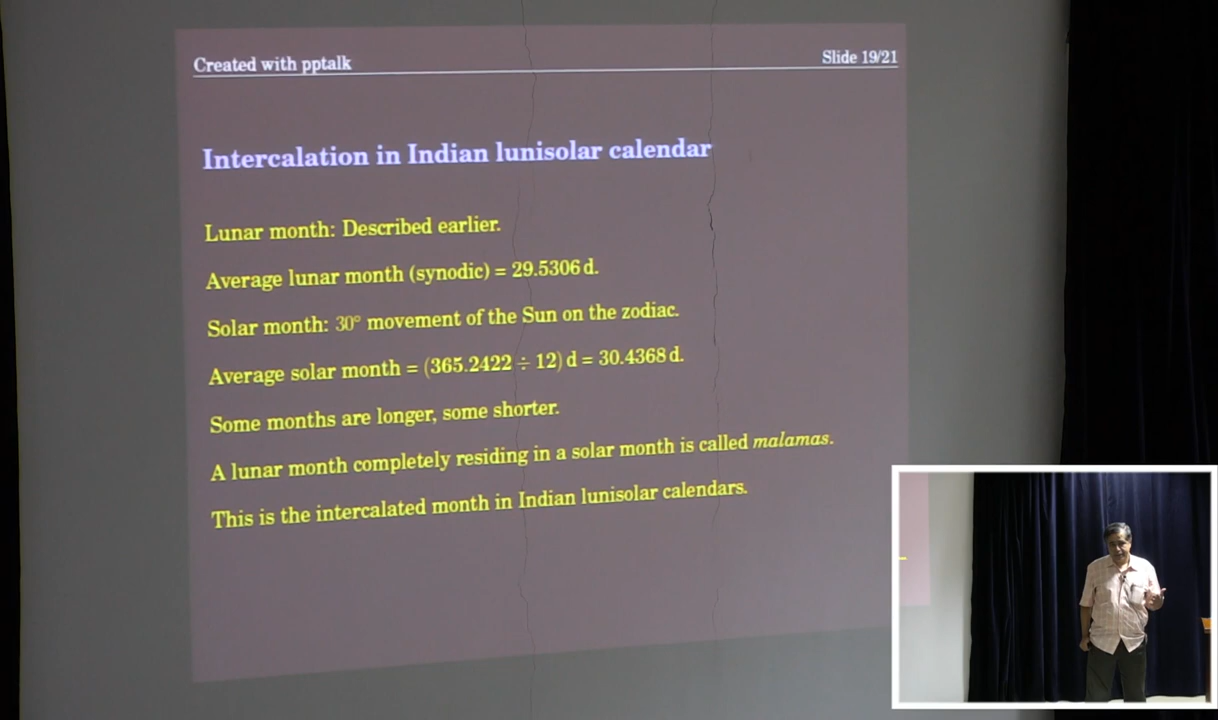 Created with pptalk
Slide 19/21
Intercalation in Indian lunisolar calendar
Lunar month: Described earlier.
Average lunar month (synodic) = 29.5306 d.
Solar month: 30° movement of the Sun on the zodiac.
Average solar month = (365.2422 ÷ 12) d = 30.4368 d.
Some months are longer, some shorter.
A lunar month completely residing in a solar month is called malamas.
This is the intercalated month in Indian lunisolar calendars.